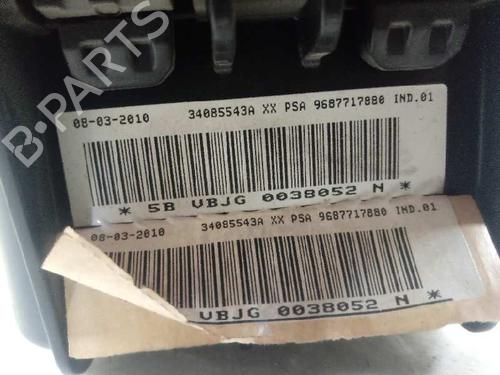 B-PARTS
08-03-2010 34085543A XX PSA 9687717880 IND.01
* 5B VBJG 0038052 N *
08-03-2010 34085543A XX PSA 9687717880 IND.01
VBJG 0038052 N *